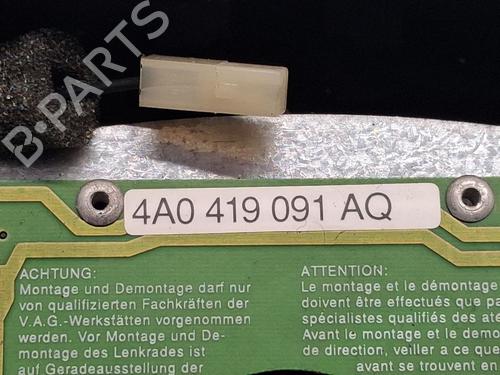 B-PARTS
4A0 419 091 AQ
ACHTUNG:
Montage und Demontage darf nur
von qualifizierten Fachkräften der
V.A.G.-Werkstätten vorgenommen
werden. Vor Montage und De-
montage des Lenkrades ist
auf Geradeausstellung der
ATTENTION:
Le montage et le démontage
doivent être effectués que pa
spécialistes qualifiés des até
Avant le montage et le démon
de direction, veiller a ce que
avant se trouvent en